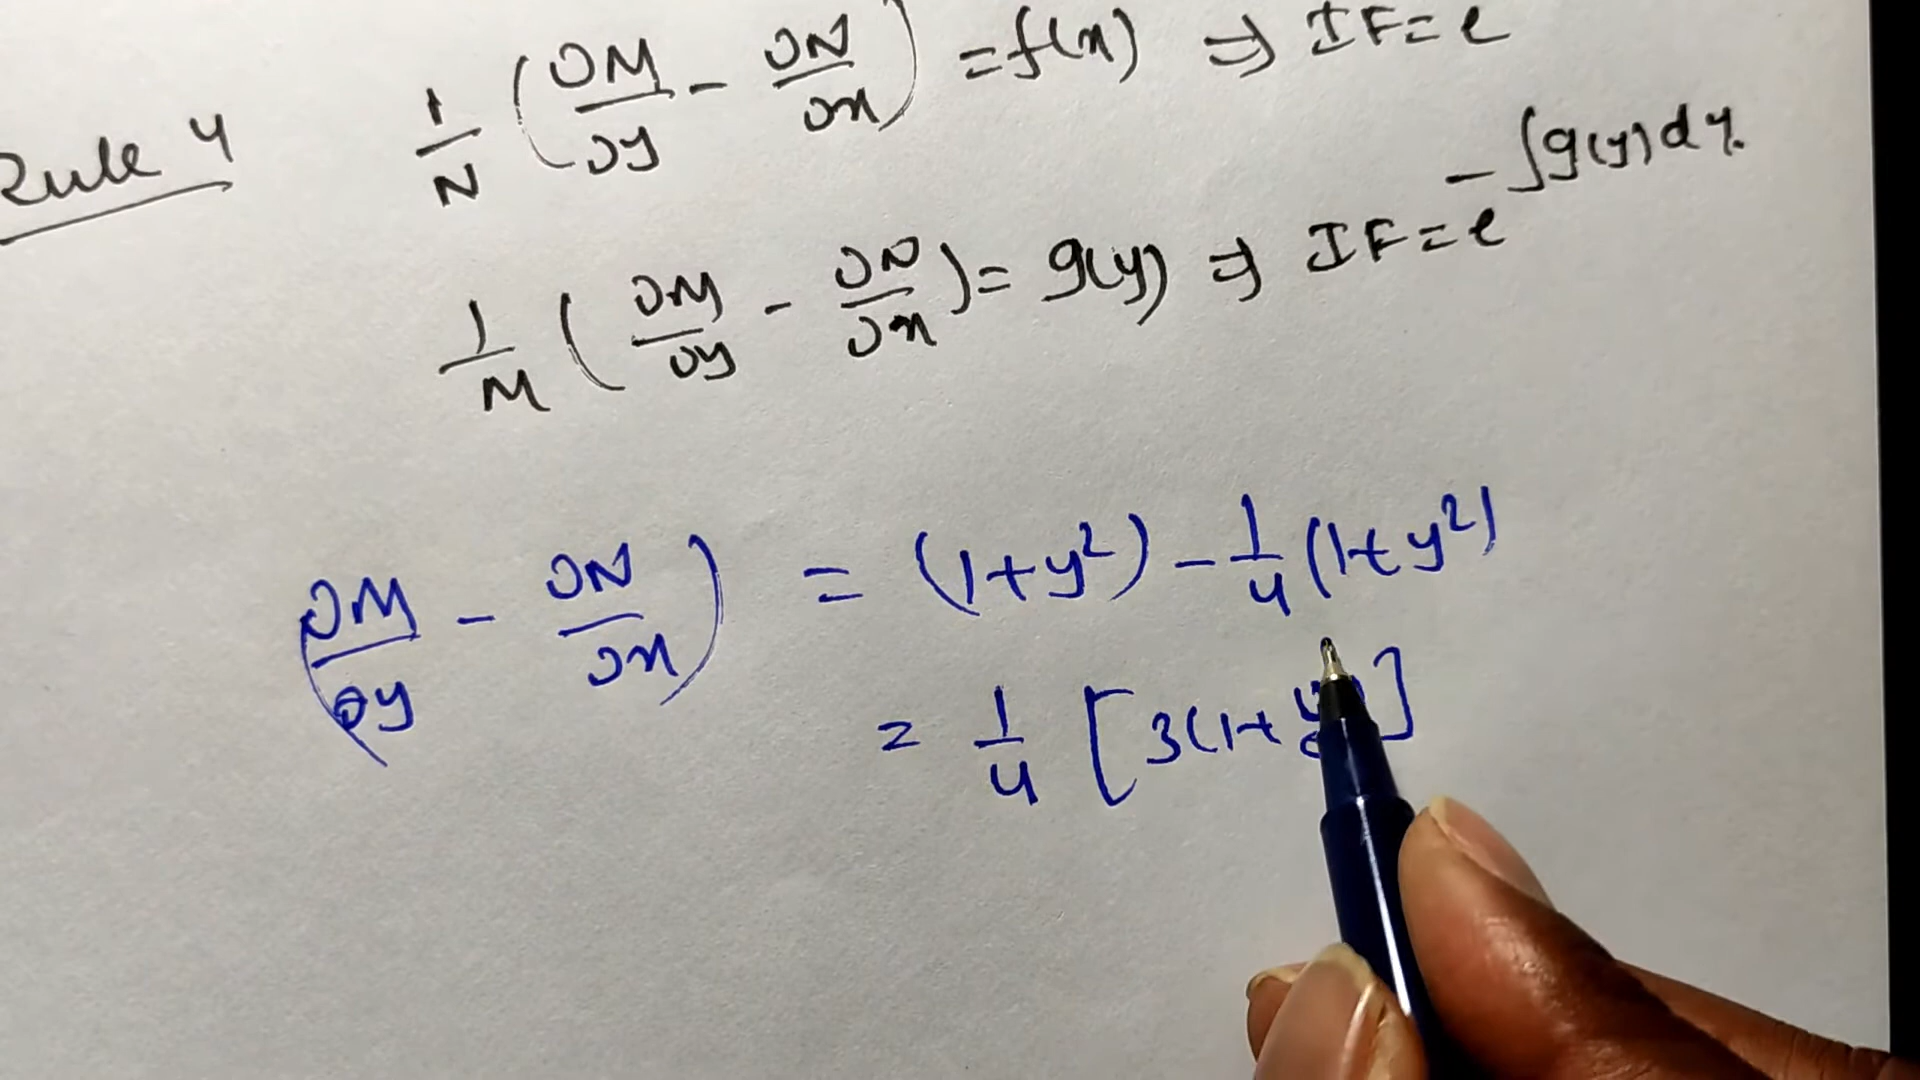 Rule 4
1/N (∂M/∂y - ∂N/∂x) = f(x) ⇒ IF = e
1/M (∂M/∂y - ∂N/∂x) = g(y) ⇒ IF = e^(-∫g(y)dy.)
(∂M/∂y - ∂N/∂x) = (1+y²) - 1/4 (1+y²)
= 1/4 [3(1+y